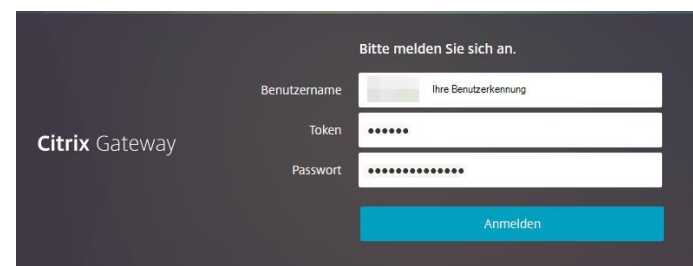 Bitte melden Sie sich an.
Benutzername Ihre Benutzerkennung
Citrix Gateway
Token ••••••
Passwort ••••••••••••••
Anmelden